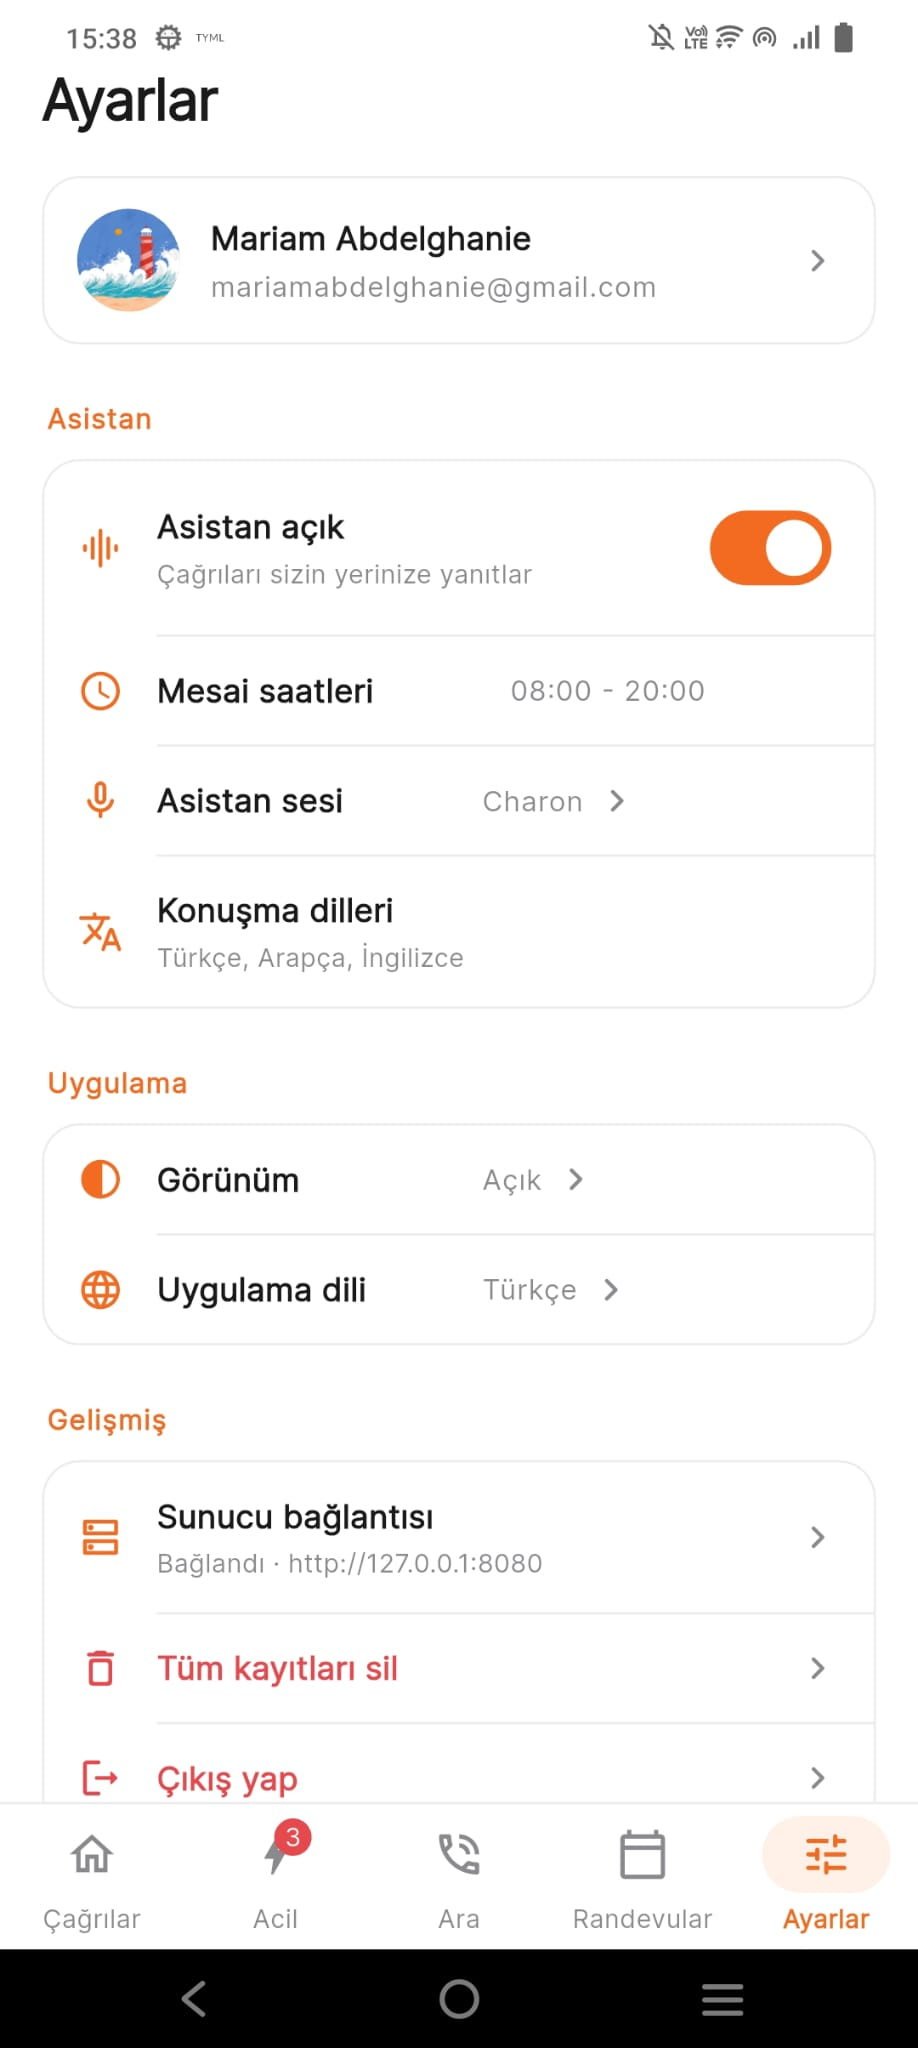 15:38 TYML
Ayarlar
Mariam Abdelghanie
mariamabdelghanie@gmail.com
Asistan
Asistan açık
Çağrıları sizin yerinize yanıtlar
Mesai saatleri 08:00 - 20:00
Asistan sesi Charon
Konuşma dilleri
Türkçe, Arapça, İngilizce
Uygulama
Görünüm Açık
Uygulama dili Türkçe
Gelişmiş
Sunucu bağlantısı
Bağlandı · http://127.0.0.1:8080
Tüm kayıtları sil
Çıkış yap
3
Çağrılar Acil Ara Randevular Ayarlar